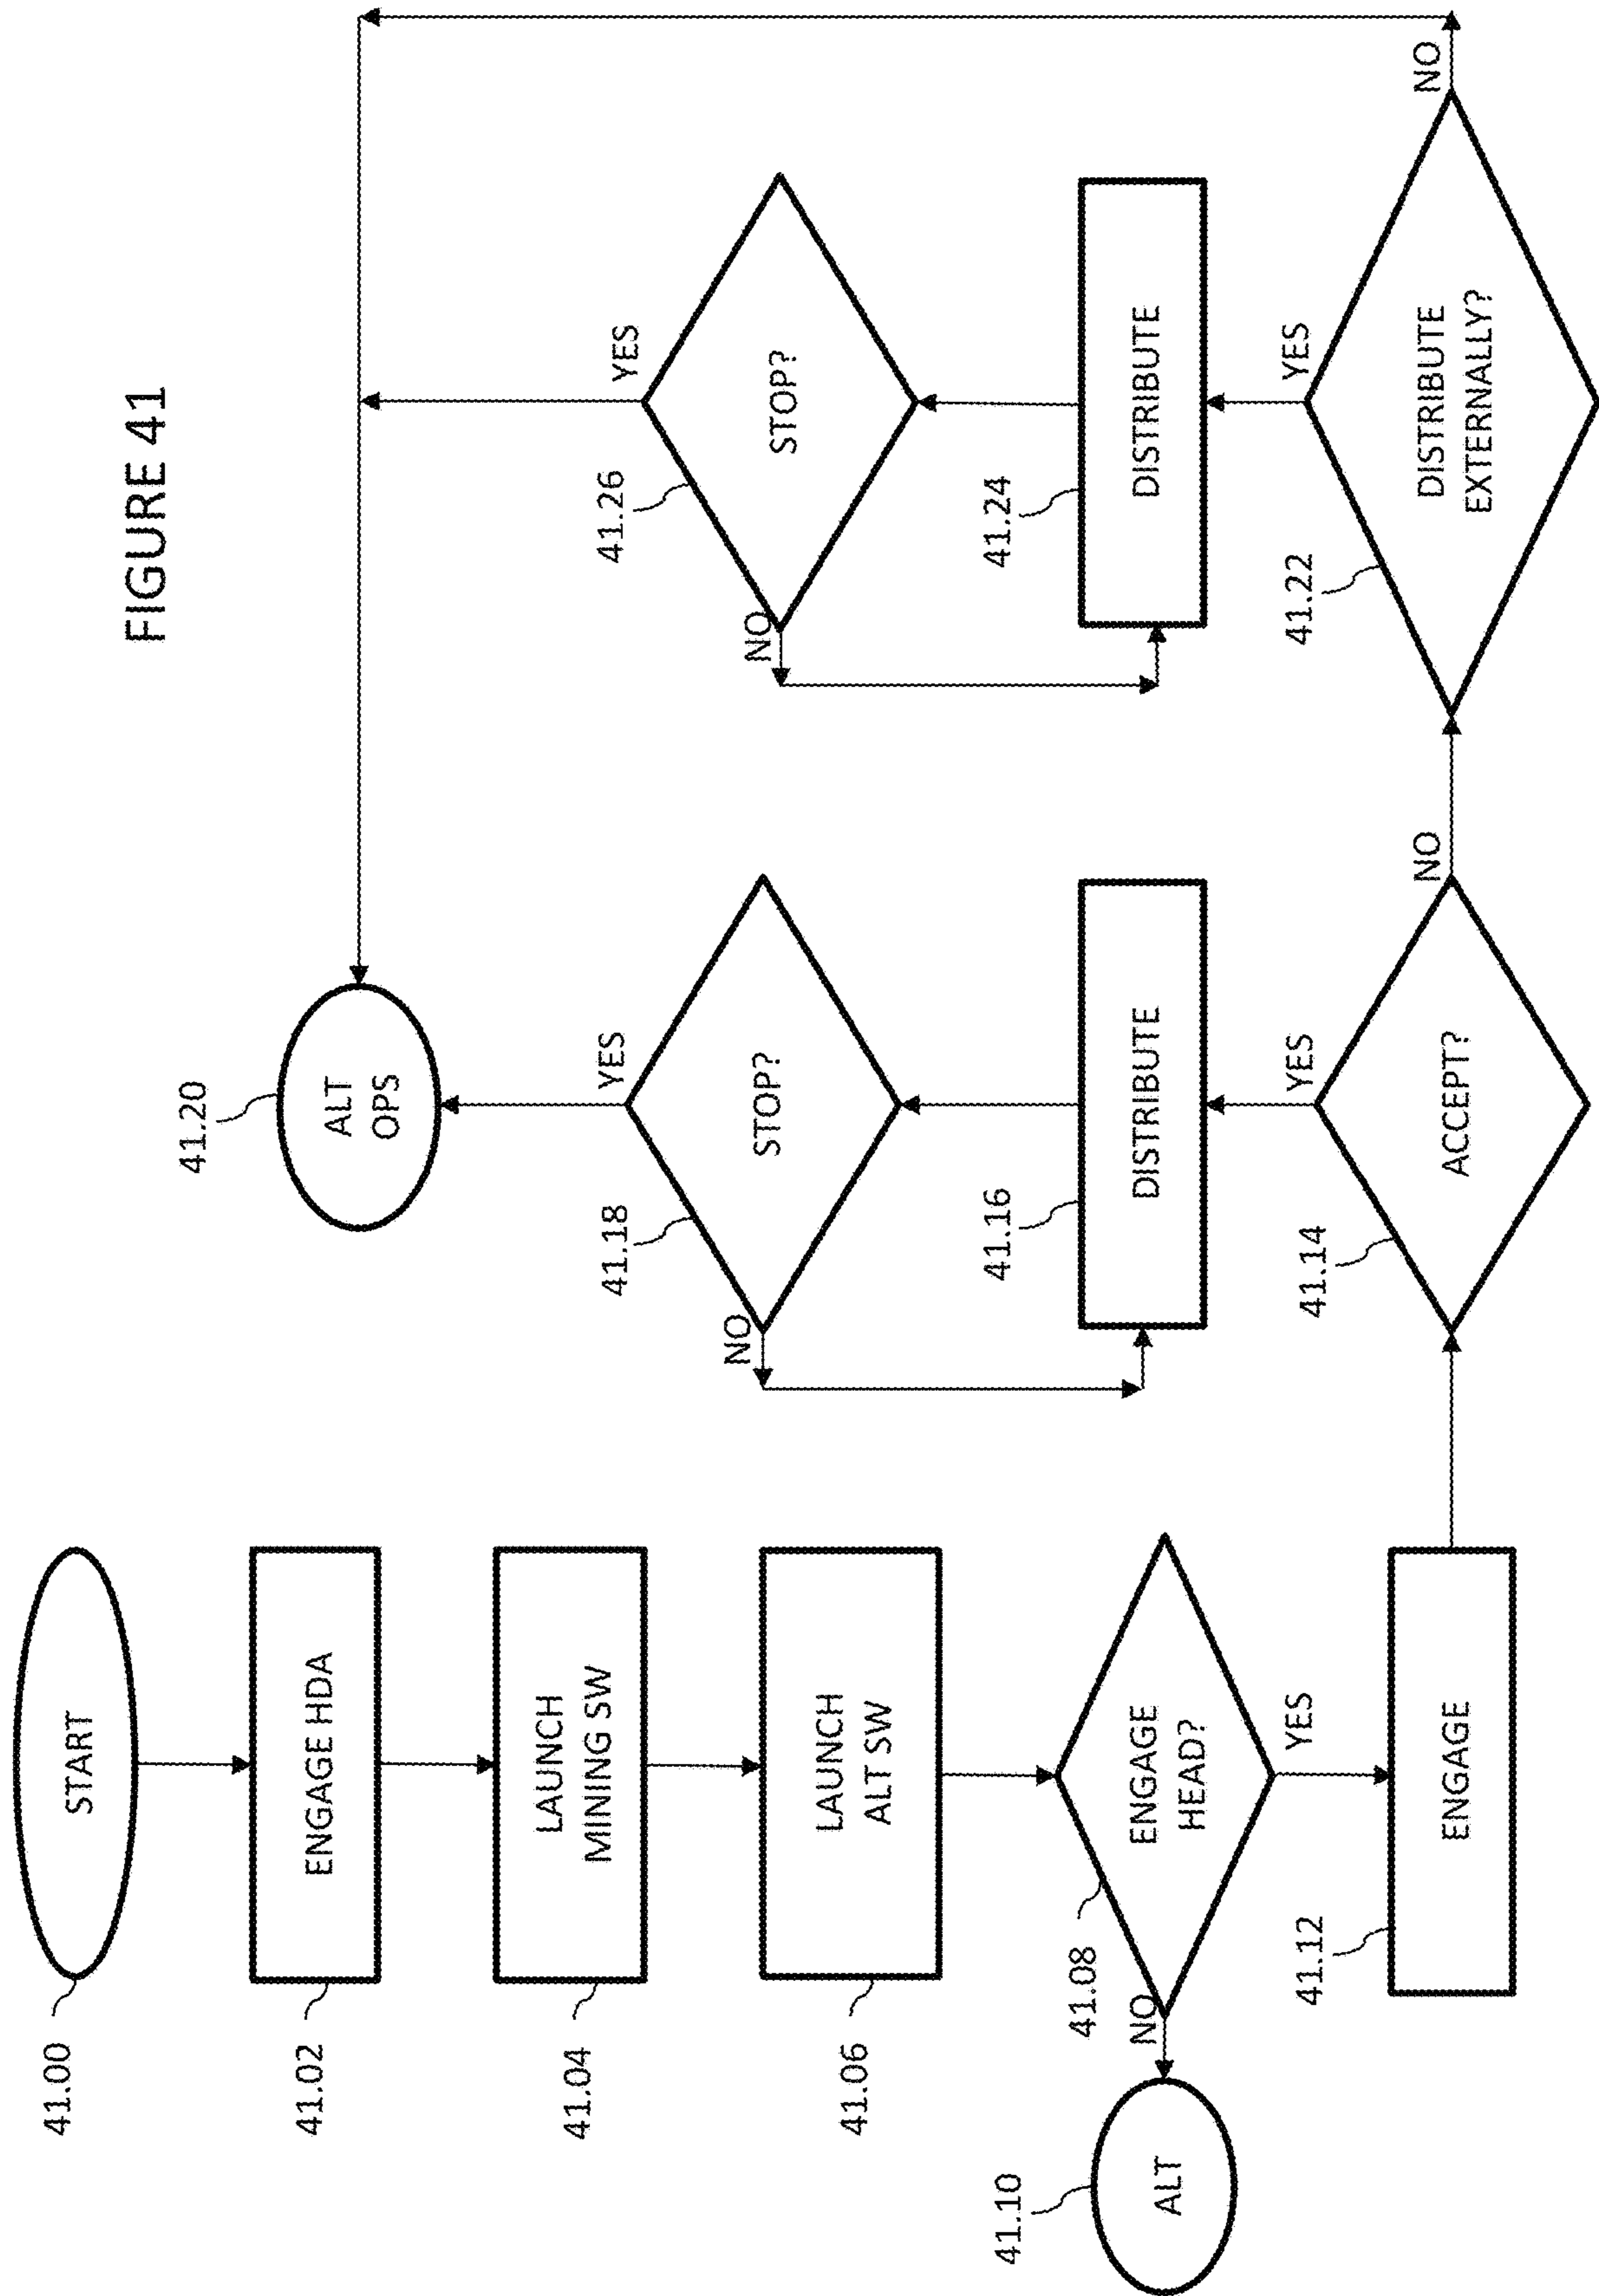 FIGURE 41
41.00
START
41.02
ENGAGE HDA
41.04
LAUNCH
MINING SW
41.06
LAUNCH
ALT SW
41.08
ENGAGE
HEAD?
NO
YES
41.10
ALT
41.12
ENGAGE
41.14
ACCEPT?
YES
NO
41.16
DISTRIBUTE
41.18
STOP?
NO
YES
41.20
ALT
OPS
41.22
DISTRIBUTE
EXTERNALLY?
YES
NO
41.24
DISTRIBUTE
41.26
STOP?
NO
YES